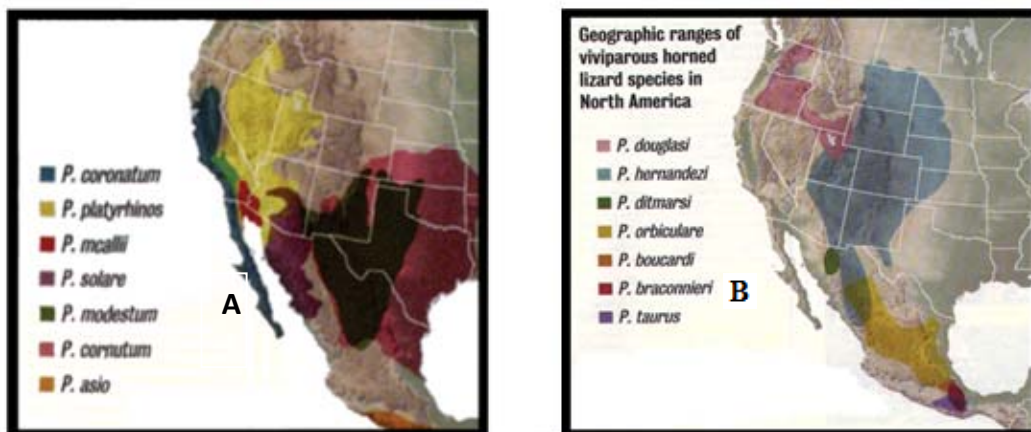 P. coronatum
P. platyrhinos
P. mcallii
P. solare
P. modestum
P. cornutum
P. asio
A
Geographic ranges of
viviparous horned
lizard species in
North America
P. douglasi
P. hernandezi
P. ditmarsi
P. orbiculare
P. boucardi
P. braconnieri
P. taurus
B